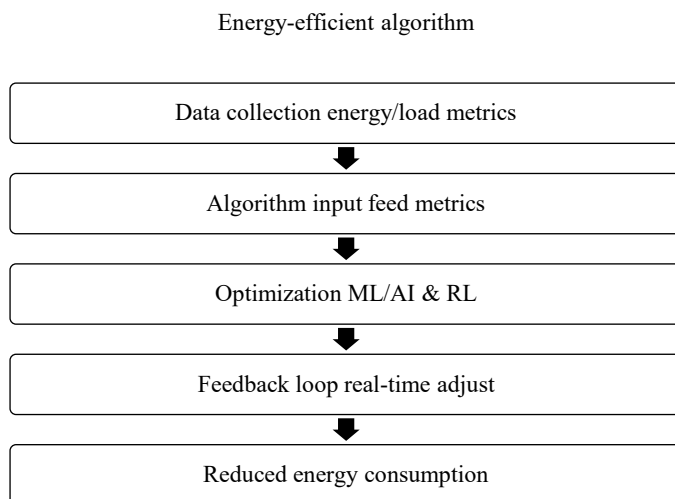 Energy-efficient algorithm
Data collection energy/load metrics
Algorithm input feed metrics
Optimization ML/AI & RL
Feedback loop real-time adjust
Reduced energy consumption